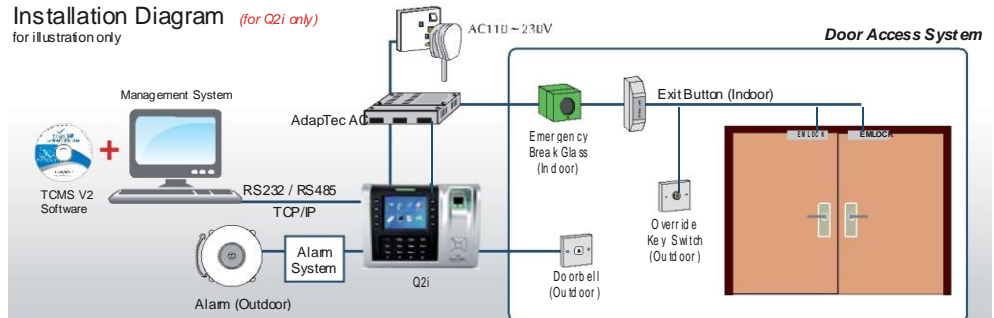 Installation Diagram (for Q2i only)
for illustration only
AC110 ~ 230V
Door Access System
Management System
AdapTec AC
Exit Button (Indoor)
EMLOCK EMLOCK
Emergency
Break Glass
(Indoor)
TCMS V2
Software
RS232 / RS485
TCP/IP
Override
Key Switch
(Outdoor)
Alarm
System
Q2i
Doorbell
(Outdoor)
Alarm (Outdoor)